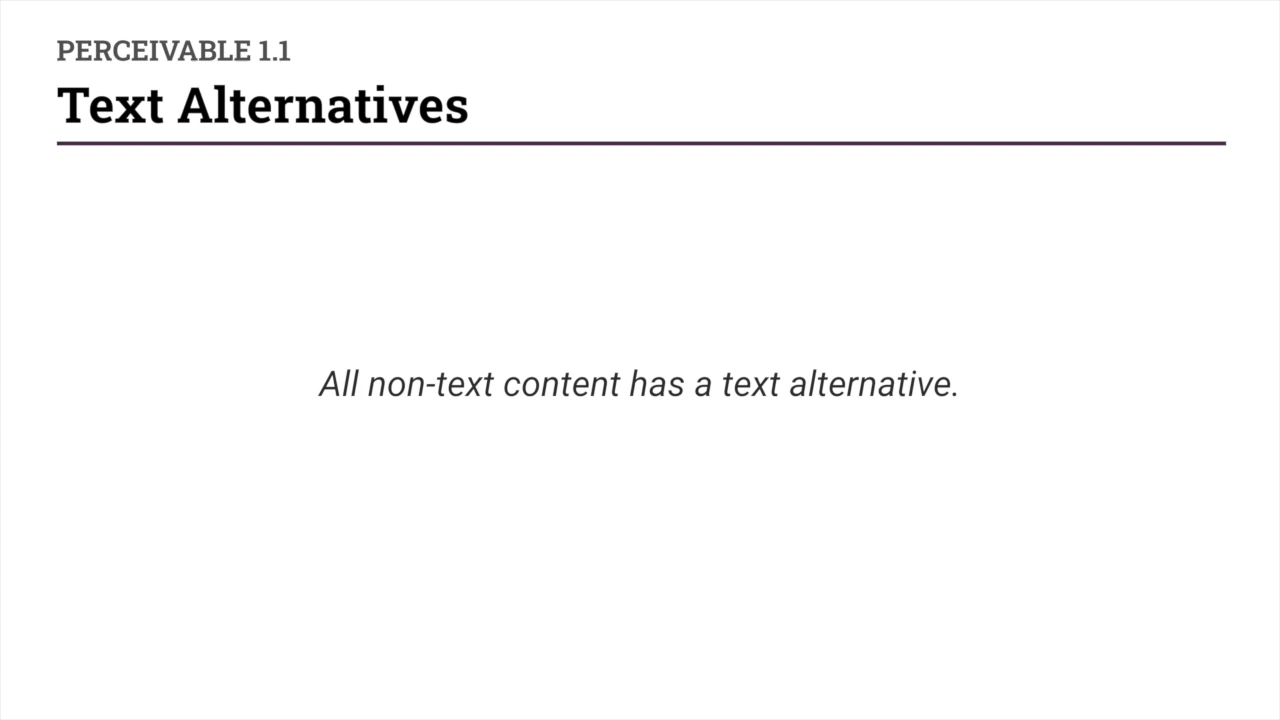 PERCEIVABLE 1.1
Text Alternatives
All non-text content has a text alternative.